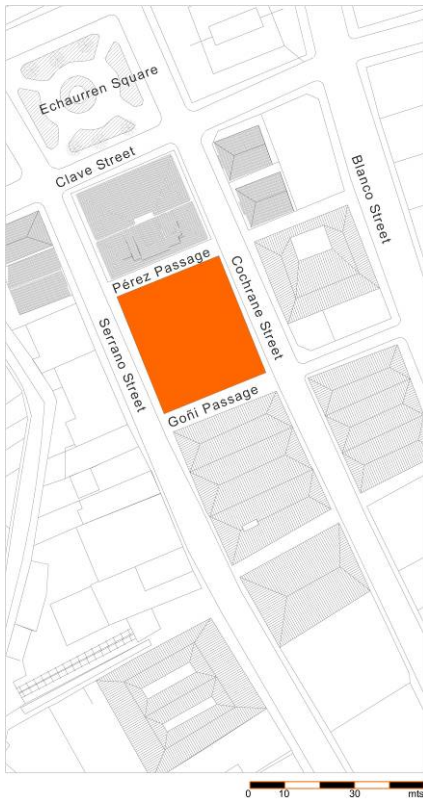 Echaurren Square
Clave Street
Blanco Street
Pérez Passage
Cochrane Street
Serrano Street
Goñi Passage
0 10 30 mts